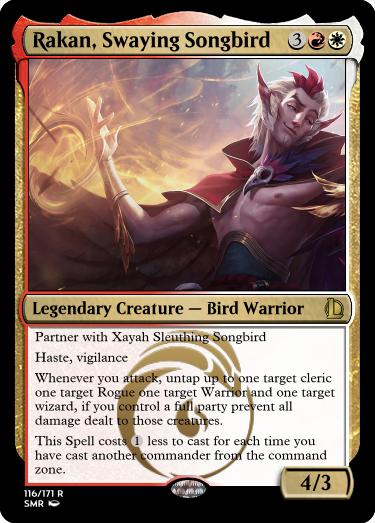 Rakan, Swaying Songbird 3
Legendary Creature — Bird Warrior
Partner with Xayah Sleuthing Songbird
Haste, vigilance
Whenever you attack, untap up to one target cleric
one target Rogue one target Warrior and one target
wizard, if you control a full party prevent all
damage dealt to those creatures.
This Spell costs 1 less to cast for each time you
have cast another commander from the command
zone.
4/3
116/171 R
SMR